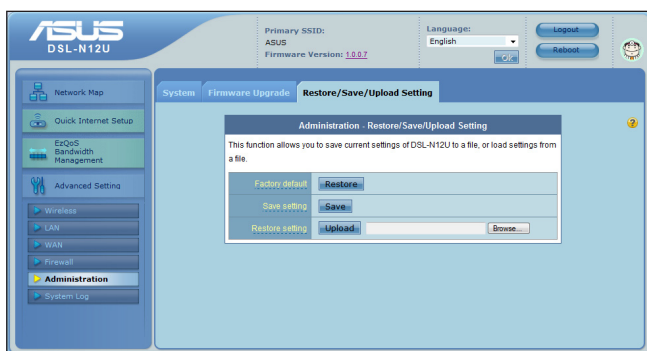 ASUS
DSL-N12U
Primary SSID:
ASUS
Firmware Version: 1.0.0.7
Language:
English
OK
Logout
Reboot
Network Map
Quick Internet Setup
EzQoS
Bandwidth
Management
Advanced Setting
Wireless
LAN
WAN
Firewall
Administration
System Log
System
Firmware Upgrade
Restore/Save/Upload Setting
Administration - Restore/Save/Upload Setting
This function allows you to save current settings of DSL-N12U to a file, or load settings from
a file.
Factory default Restore
Save setting Save
Restore setting Upload Browse...
?